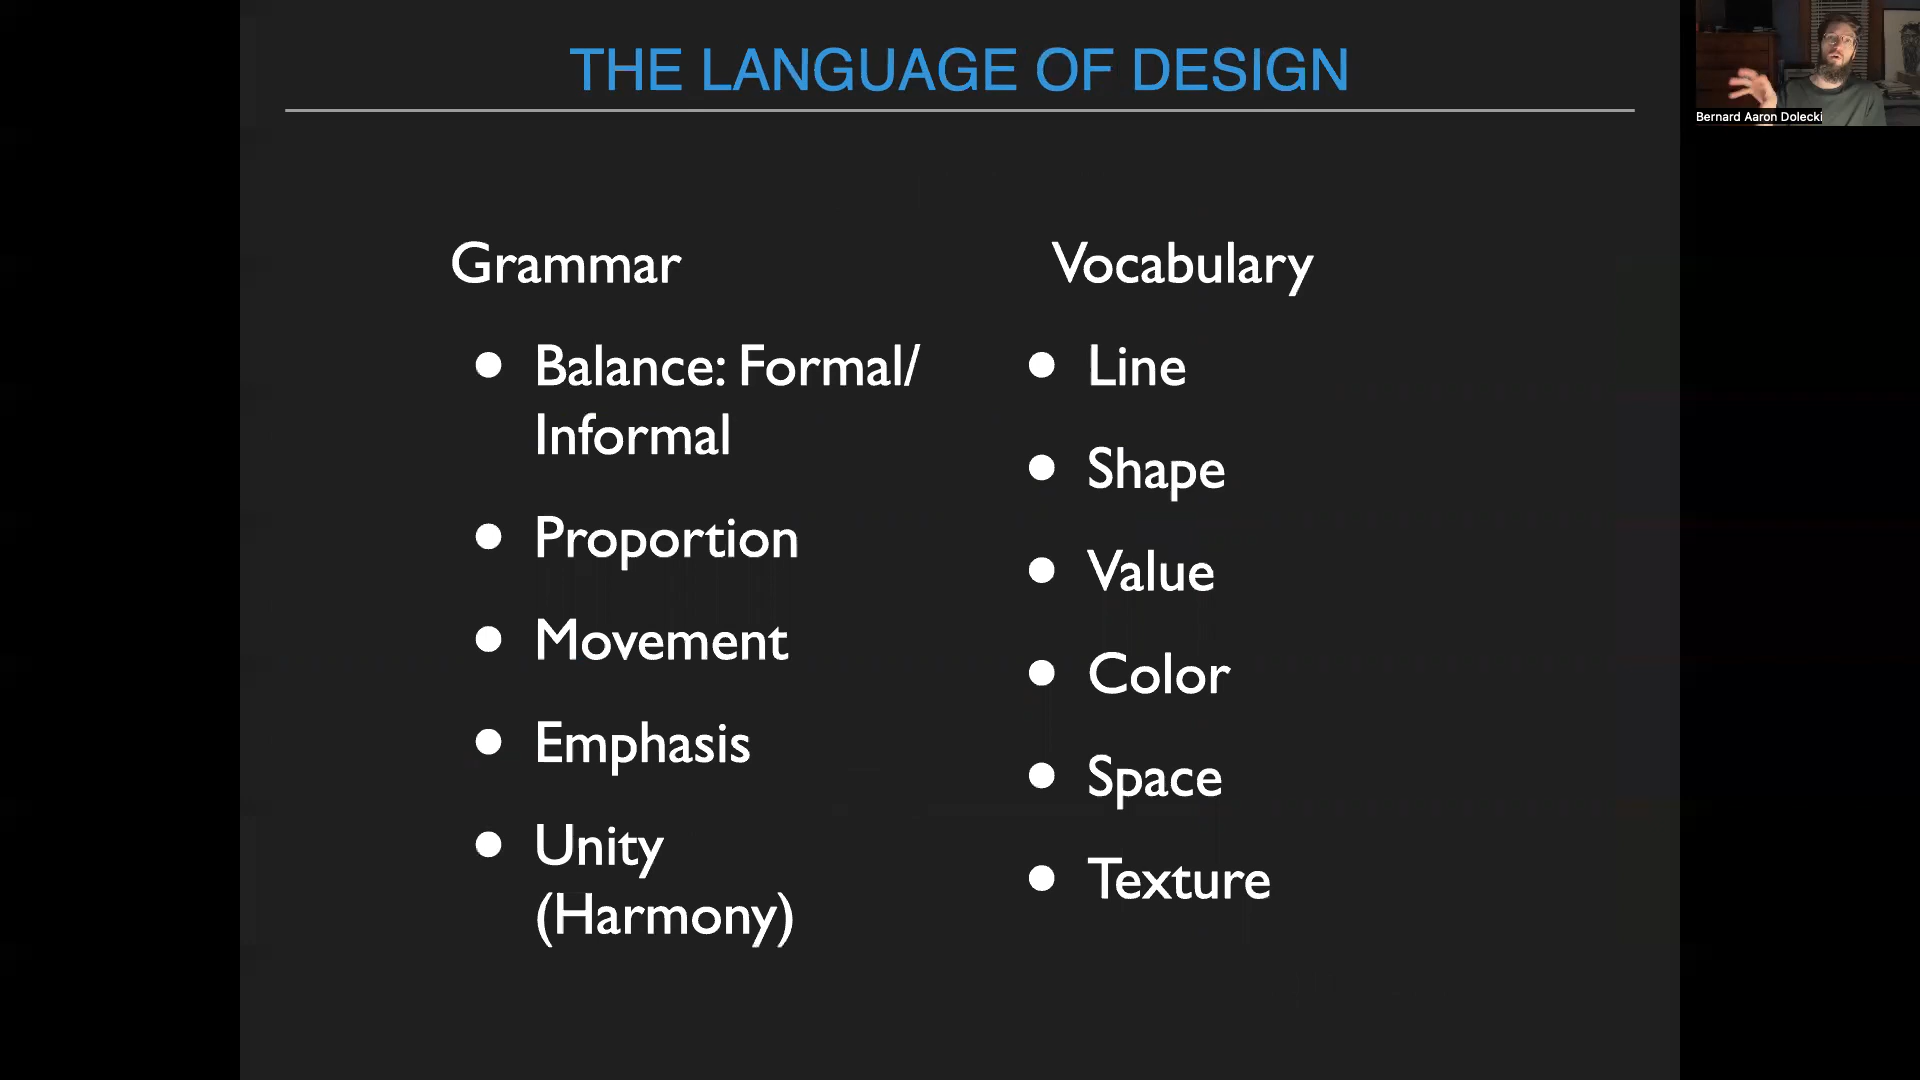 THE LANGUAGE OF DESIGN
Bernard Aaron Dolecki
Grammar
Balance: Formal/
Informal
Proportion
Movement
Emphasis
Unity
(Harmony)
Vocabulary
Line
Shape
Value
Color
Space
Texture